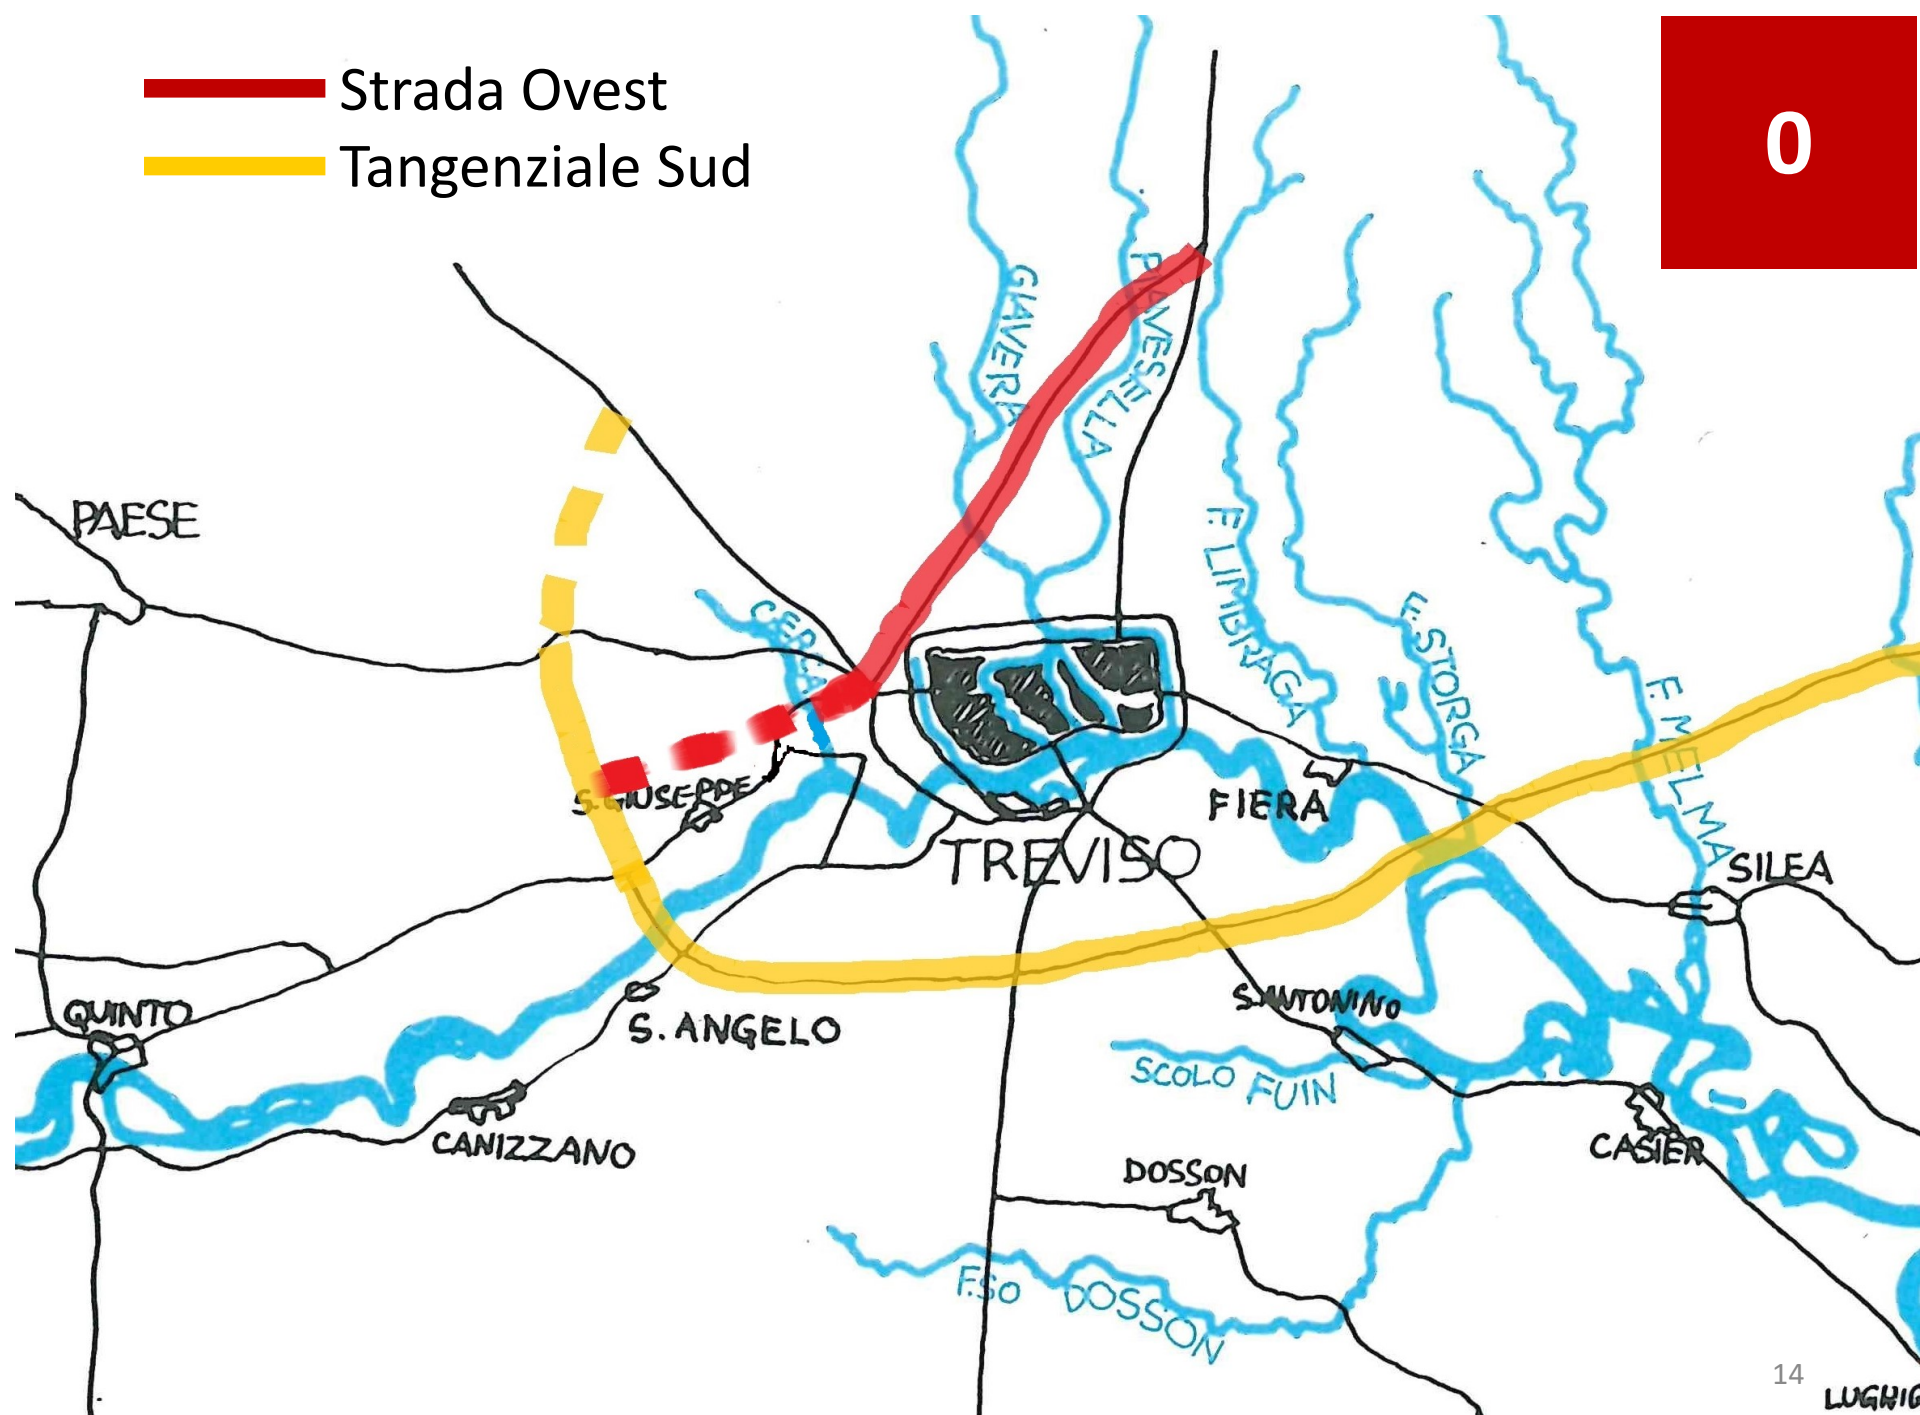 Strada Ovest
Tangenziale Sud
0
GIAVERA
PIAVESELLA
PAESE
CERCA
F. LIMBRAGA
F. STORGA
F. MELMA
S. GIUSEPPE
FIERA
TREVISO
SILEA
QUINTO
S. ANGELO
S. ANTONINO
SCOLO FUIN
CANIZZANO
CASIER
DOSSON
F.SO DOSSON
14
LUGHIG